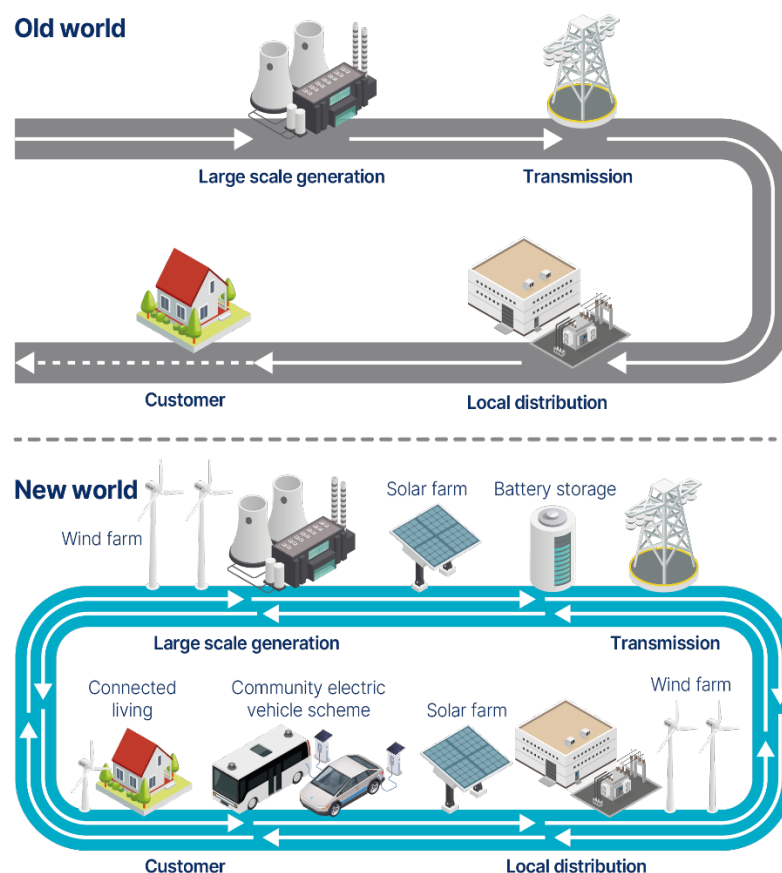 Old world
Large scale generation
Transmission
Customer
Local distribution
New world
Wind farm
Solar farm
Battery storage
Large scale generation
Transmission
Connected
living
Community electric
vehicle scheme
Solar farm
Wind farm
Customer
Local distribution